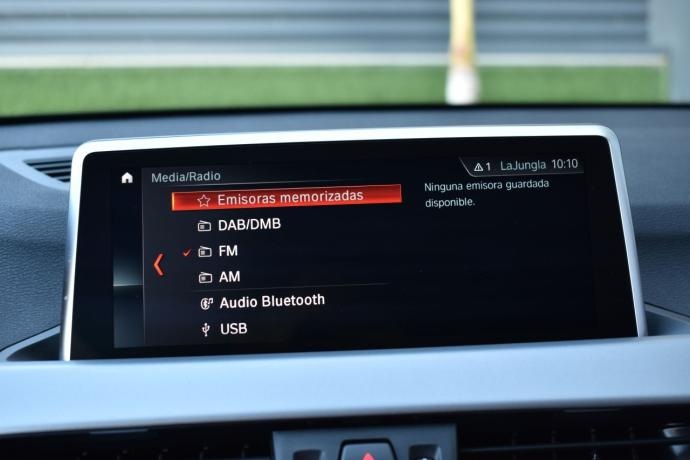 Media/Radio
1 LaJungla 10:10
Emisoras memorizadas
Ninguna emisora guardada
disponible.
DAB/DMB
FM
AM
Audio Bluetooth
USB